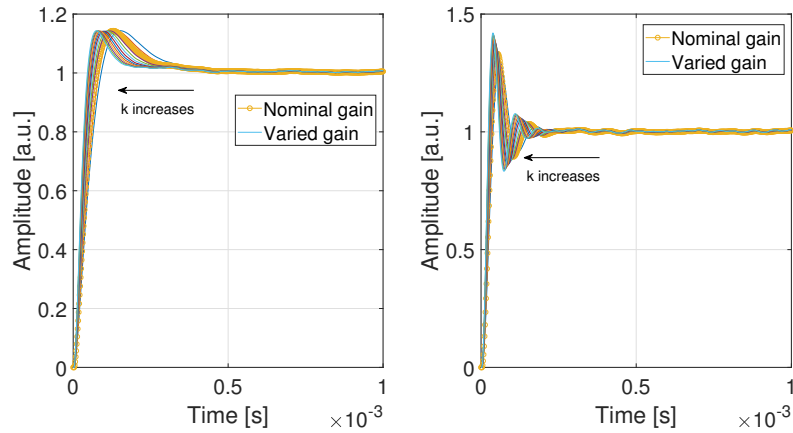 1.2
1
0.8
0.6
0.4
0.2
0
Amplitude [a.u.]
k increases
Nominal gain
Varied gain
0
0.5
1
Time [s]
×10⁻³
1.5
1
0.5
0
Amplitude [a.u.]
Nominal gain
Varied gain
k increases
0
0.5
1
Time [s]
×10⁻³